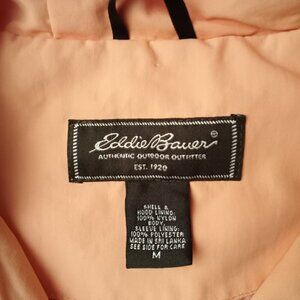 Eddie Bauer®
AUTHENTIC OUTDOOR OUTFITTER
EST. 1920
SHELL &
HOOD LINING:
100% NYLON
BODY,
SLEEVE LINING:
100% POLYESTER
MADE IN SRI LANKA
SEE SIDE FOR CARE
M